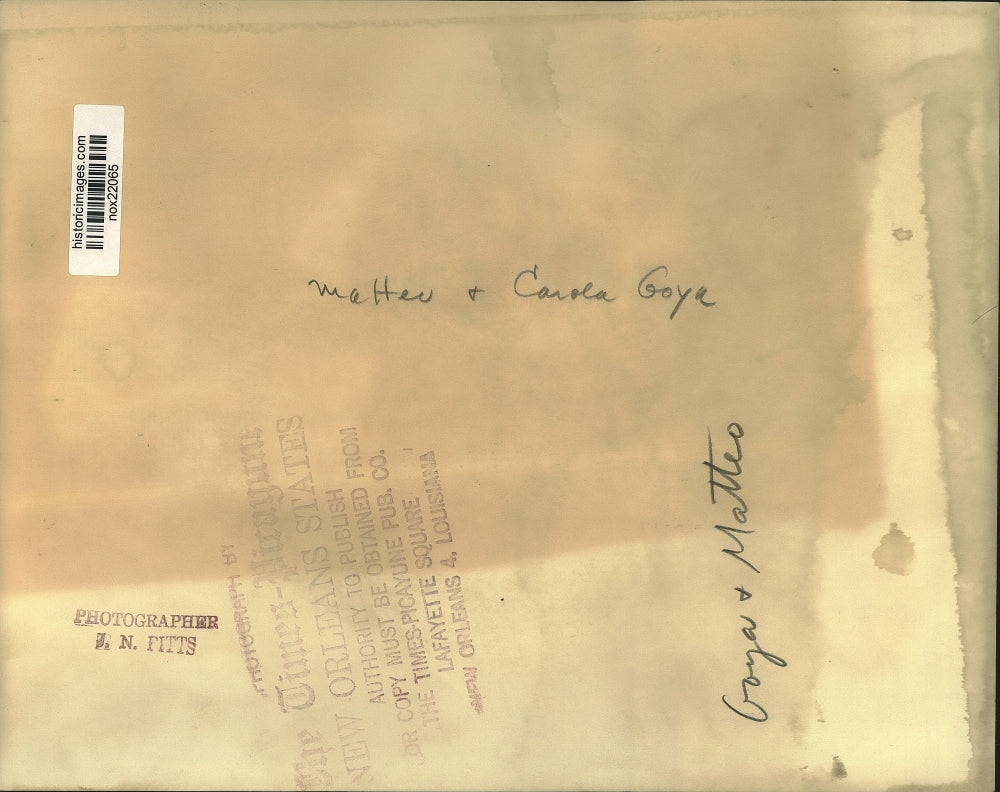 historicimages.com
nox22065
Matteo + Carola Goya
Goya + Matteo
PHOTOGRAPH BY
The Times-Picayune
NEW ORLEANS STATES
AUTHORITY TO PUBLISH
OR COPY MUST BE OBTAINED FROM
THE TIMES-PICAYUNE PUB. CO.
LAFAYETTE SQUARE
NEW ORLEANS 4, LOUISIANA
PHOTOGRAPHER
J. N. PITTS